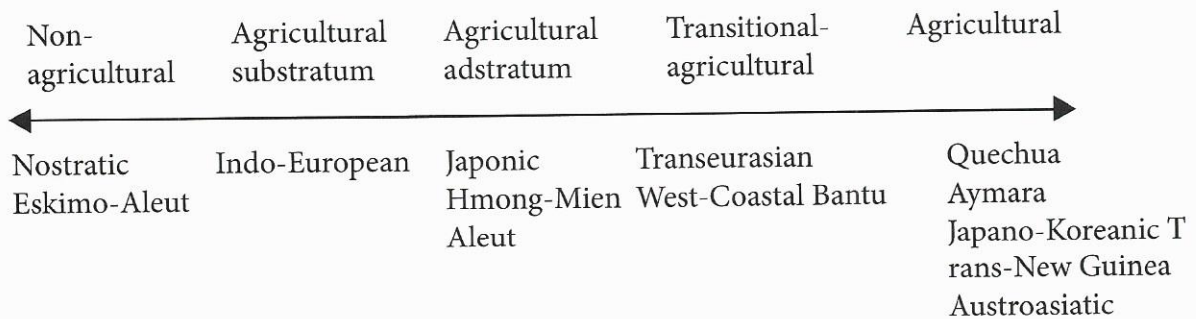 Non-
agricultural
Agricultural
substratum
Agricultural
adstratum
Transitional-
agricultural
Agricultural
Nostratic
Eskimo-Aleut
Indo-European
Japonic
Hmong-Mien
Aleut
Transeurasian
West-Coastal Bantu
Quechua
Aymara
Japano-Koreanic T
rans-New Guinea
Austroasiatic